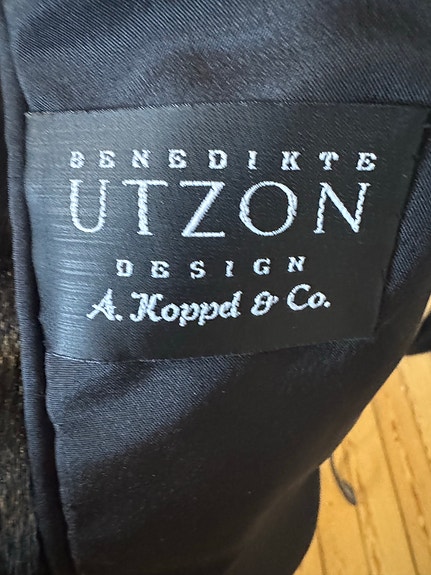 BENEDIKTE
UTZON
DESIGN
A. Koppel & Co.